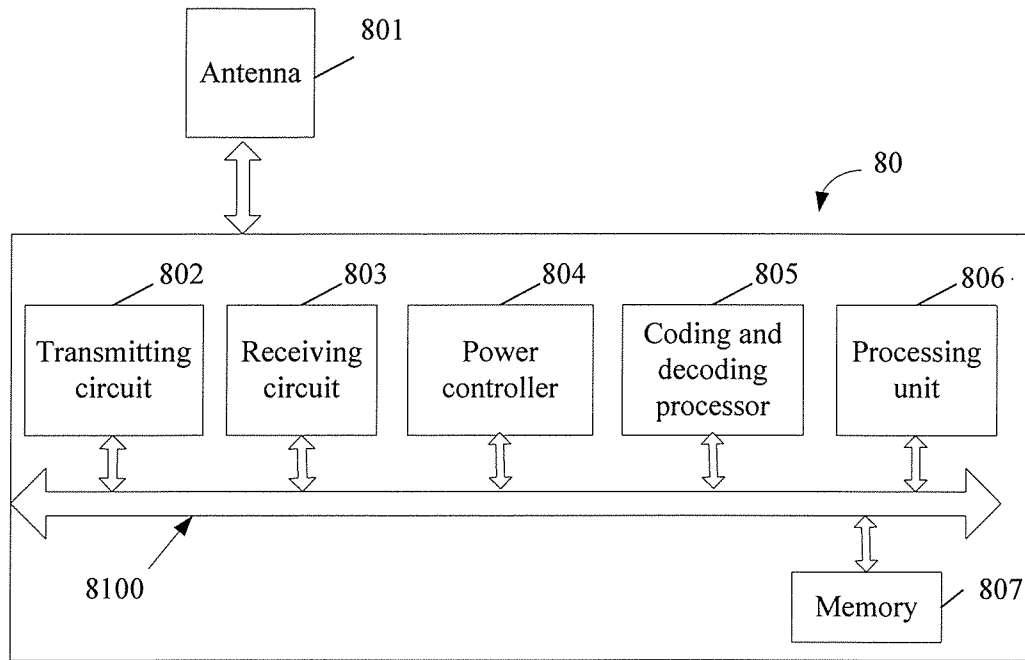 801
Antenna
80
802
803
804
805
806
Transmitting
circuit
Receiving
circuit
Power
controller
Coding and
decoding
processor
Processing
unit
8100
Memory
807